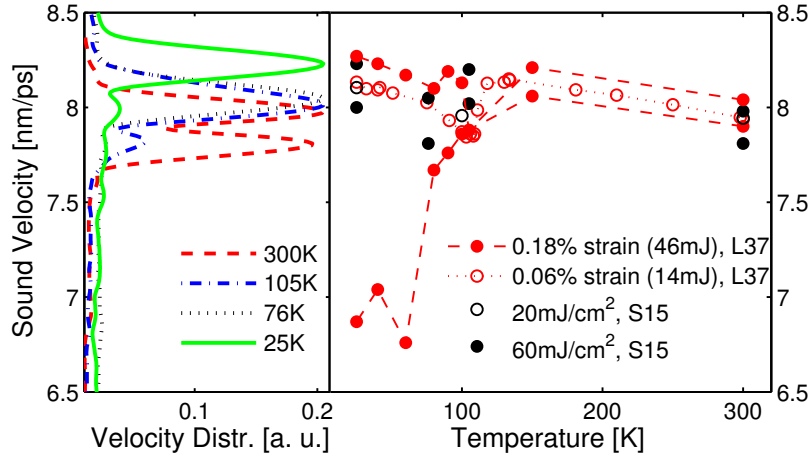 8.5
8
7.5
7
6.5
Sound Velocity [nm/ps]
300K
105K
76K
25K
0.1
0.2
Velocity Distr. [a. u.]
0.18% strain (46mJ), L37
0.06% strain (14mJ), L37
20mJ/cm², S15
60mJ/cm², S15
100
200
300
Temperature [K]
8.5
8
7.5
7
6.5